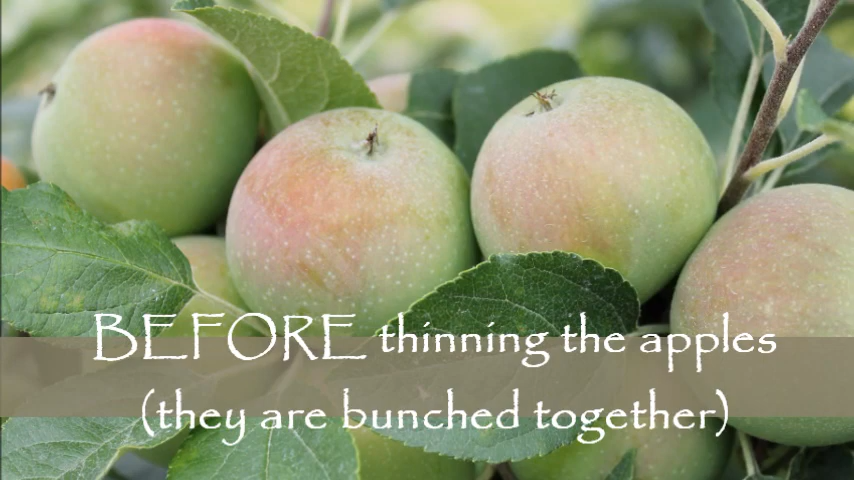 BEFORE thinning the apples
(they are bunched together)